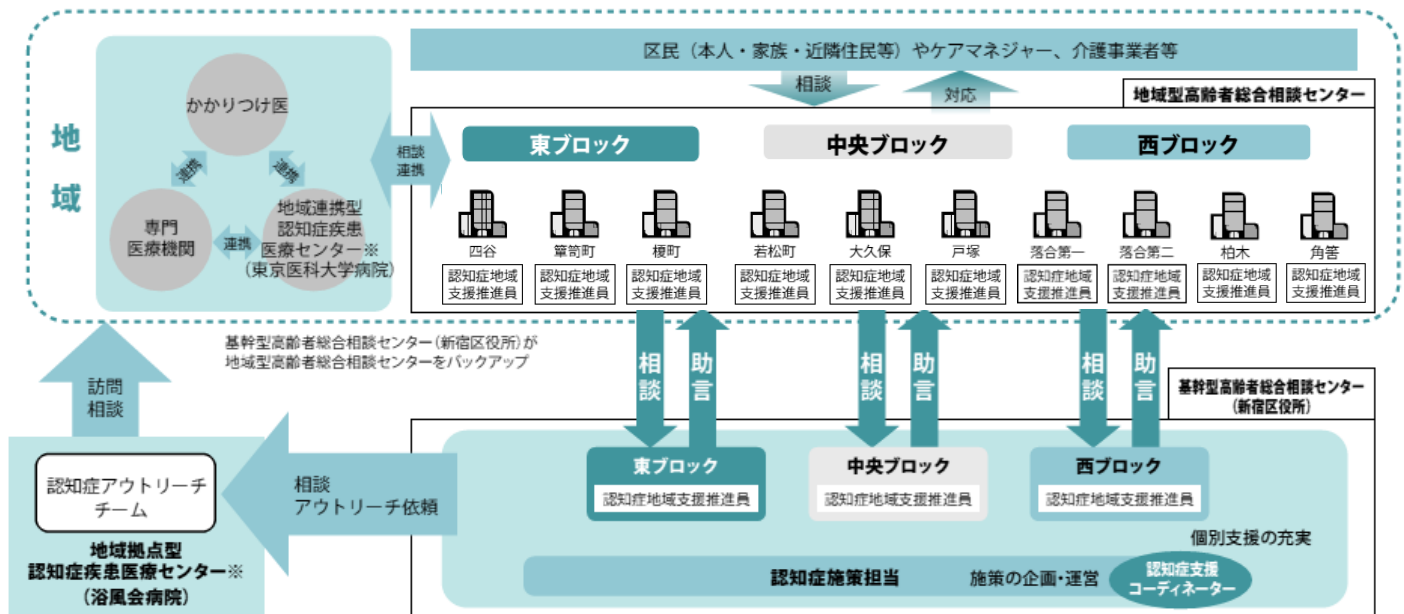 区民（本人・家族・近隣住民等）やケアマネジャー、介護事業者等
相談
対応
地域型高齢者総合相談センター
地域
かかりつけ医
連携
連携
専門
医療機関
連携
地域連携型
認知症疾患
医療センター※
（東京医科大学病院）
相談
連携
東ブロック
中央ブロック
西ブロック
四谷
簞笥町
榎町
若松町
大久保
戸塚
落合第一
落合第二
柏木
角筈
認知症地域
支援推進員
認知症地域
支援推進員
認知症地域
支援推進員
認知症地域
支援推進員
認知症地域
支援推進員
認知症地域
支援推進員
認知症地域
支援推進員
認知症地域
支援推進員
認知症地域
支援推進員
認知症地域
支援推進員
基幹型高齢者総合相談センター（新宿区役所）が
地域型高齢者総合相談センターをバックアップ
相談
助言
相談
助言
相談
助言
基幹型高齢者総合相談センター
（新宿区役所）
訪問
相談
認知症アウトリーチ
チーム
地域拠点型
認知症疾患医療センター※
（浴風会病院）
相談
アウトリーチ依頼
東ブロック
認知症地域支援推進員
中央ブロック
認知症地域支援推進員
西ブロック
認知症地域支援推進員
個別支援の充実
認知症施策担当
施策の企画・運営
認知症支援
コーディネーター